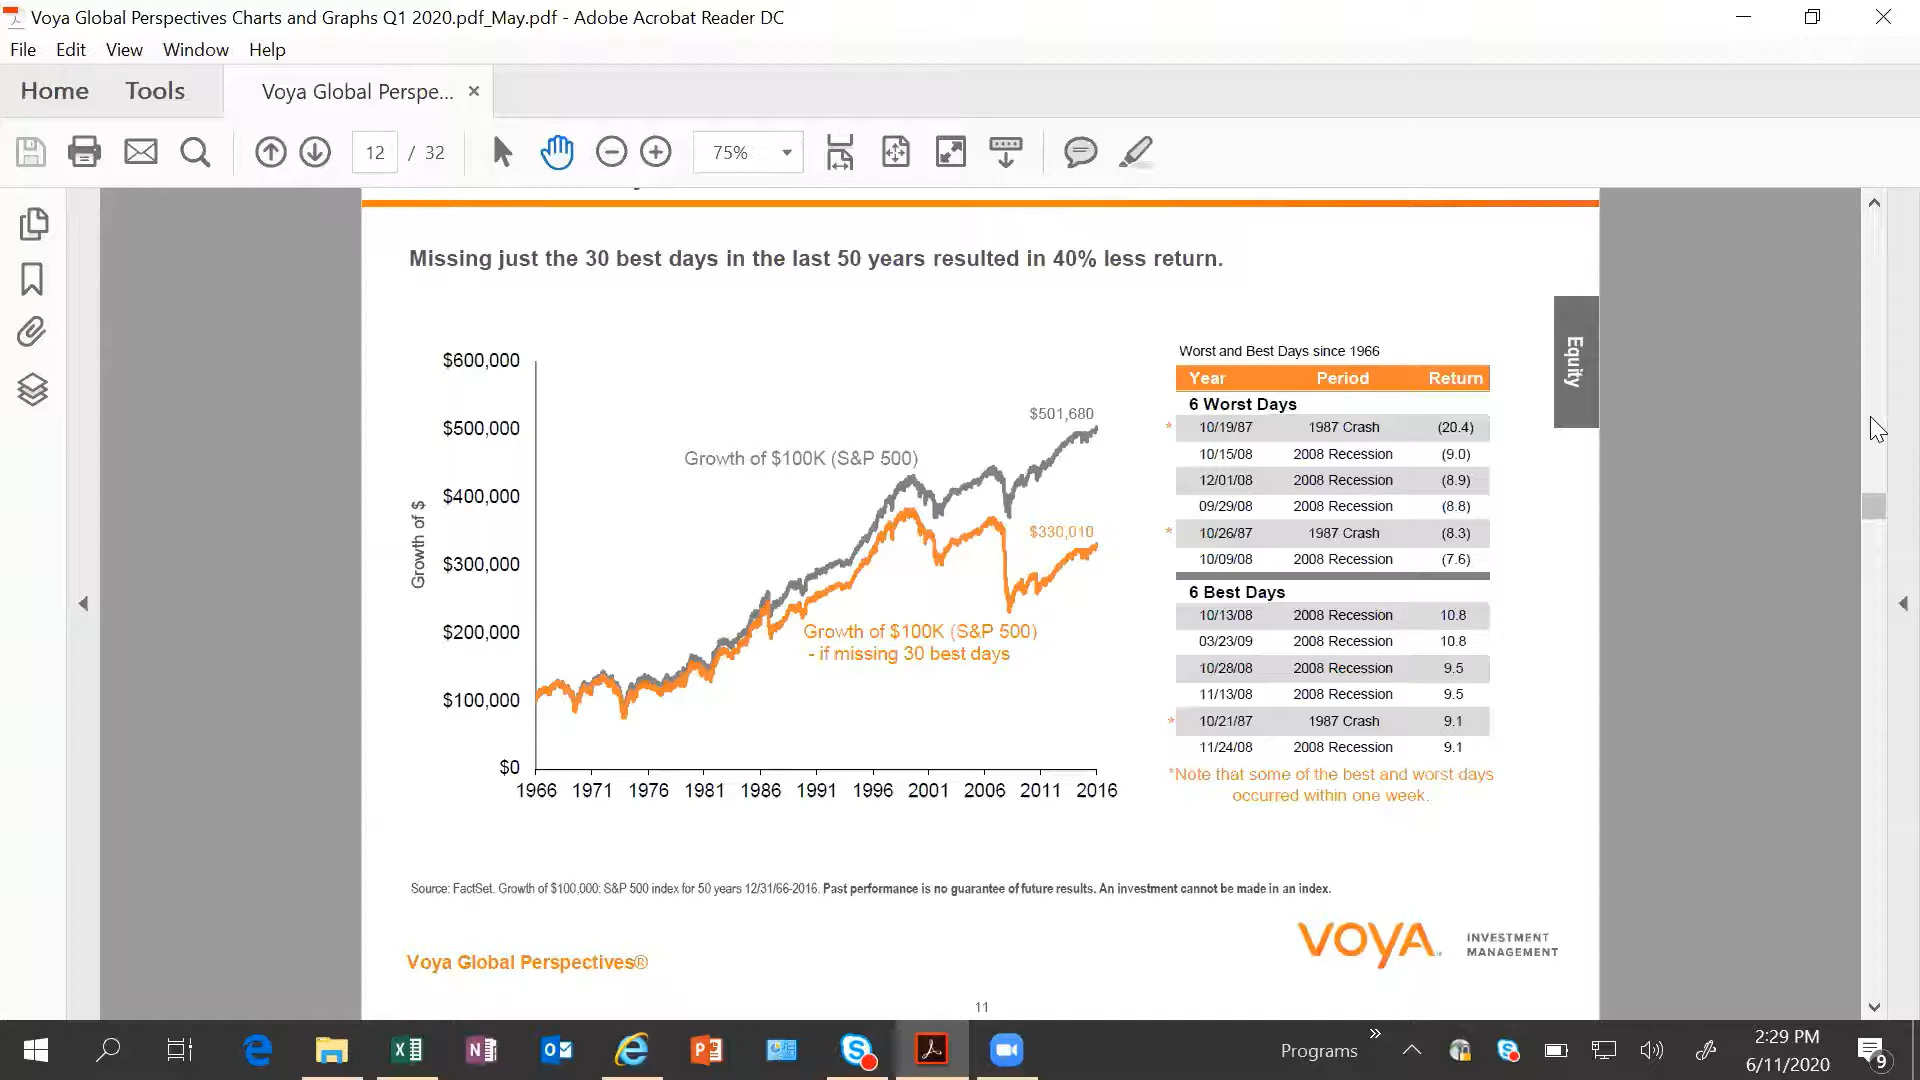 Voya Global Perspectives Charts and Graphs Q1 2020.pdf_May.pdf - Adobe Acrobat Reader DC
File Edit View Window Help
Home Tools Voya Global Perspe... ×
12 / 32 75%
Missing just the 30 best days in the last 50 years resulted in 40% less return.
Equity
Growth of $
$600,000
$500,000
$400,000
$300,000
$200,000
$100,000
$0
1966 1971 1976 1981 1986 1991 1996 2001 2006 2011 2016
$501,680
Growth of $100K (S&P 500)
$330,010
Growth of $100K (S&P 500)
- if missing 30 best days
Worst and Best Days since 1966
Year Period Return
6 Worst Days
* 10/19/87 1987 Crash (20.4)
10/15/08 2008 Recession (9.0)
12/01/08 2008 Recession (8.9)
09/29/08 2008 Recession (8.8)
* 10/26/87 1987 Crash (8.3)
10/09/08 2008 Recession (7.6)
6 Best Days
10/13/08 2008 Recession 10.8
03/23/09 2008 Recession 10.8
10/28/08 2008 Recession 9.5
11/13/08 2008 Recession 9.5
* 10/21/87 1987 Crash 9.1
11/24/08 2008 Recession 9.1
*Note that some of the best and worst days
occurred within one week.
Source: FactSet. Growth of $100,000: S&P 500 index for 50 years 12/31/66-2016. Past performance is no guarantee of future results. An investment cannot be made in an index.
Voya Global Perspectives®
VOYA INVESTMENT
MANAGEMENT
11
Programs
2:29 PM
6/11/2020
9